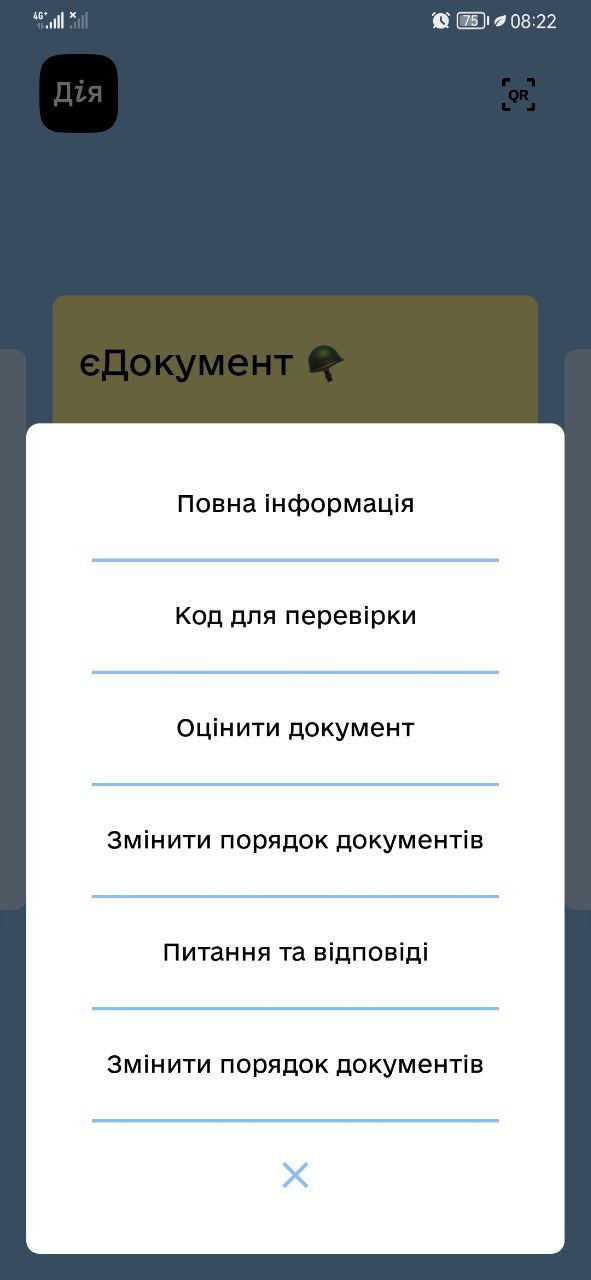 4G+ 75 08:22
Дія
QR
єДокумент
Повна інформація
Код для перевірки
Оцінити документ
Змінити порядок документів
Питання та відповіді
Змінити порядок документів